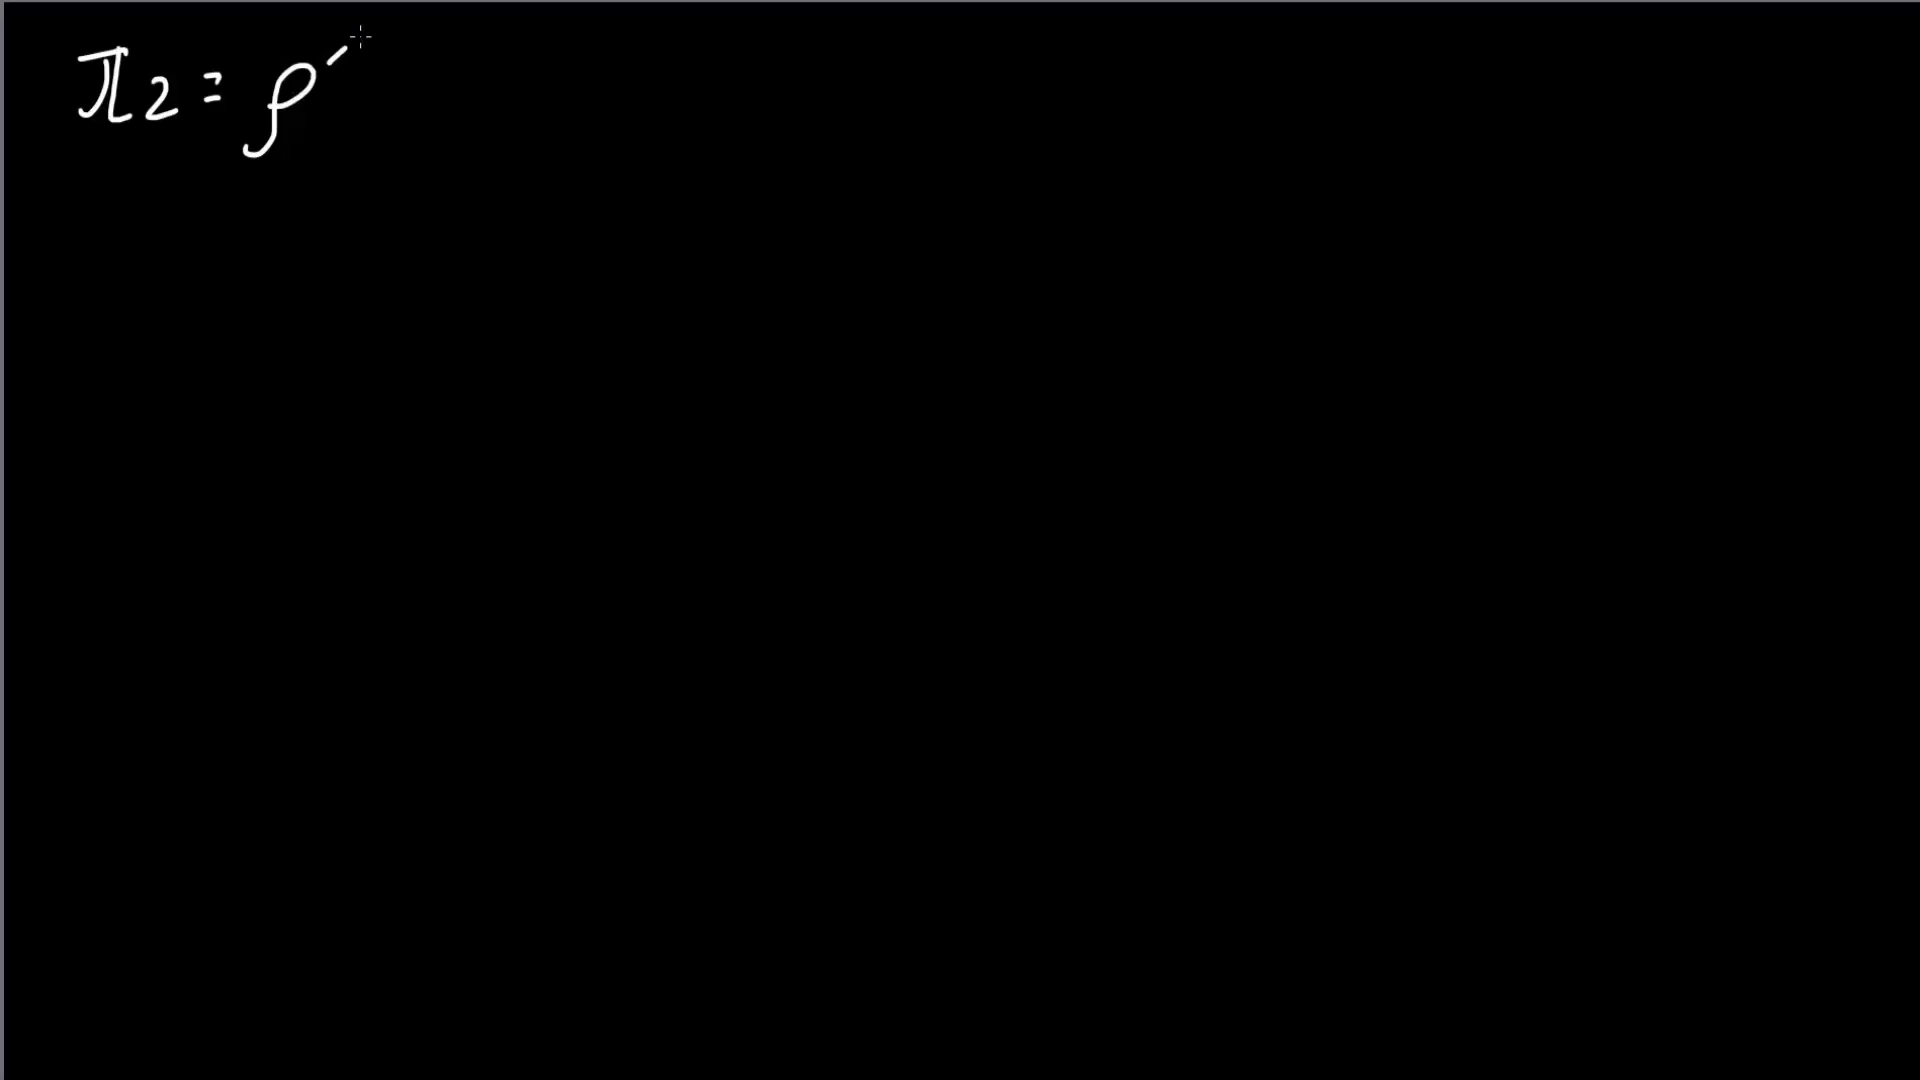 π2 = ρ